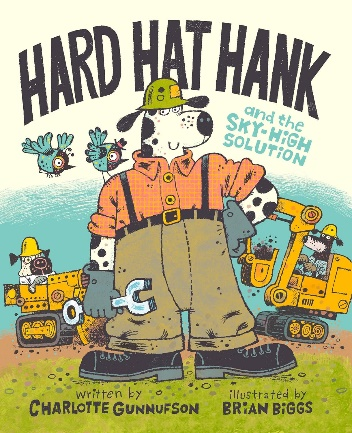 HARD HAT HANK
and the
SKY-HIGH
SOLUTION
written by
CHARLOTTE GUNNUFSON
illustrated by
BRIAN BIGGS